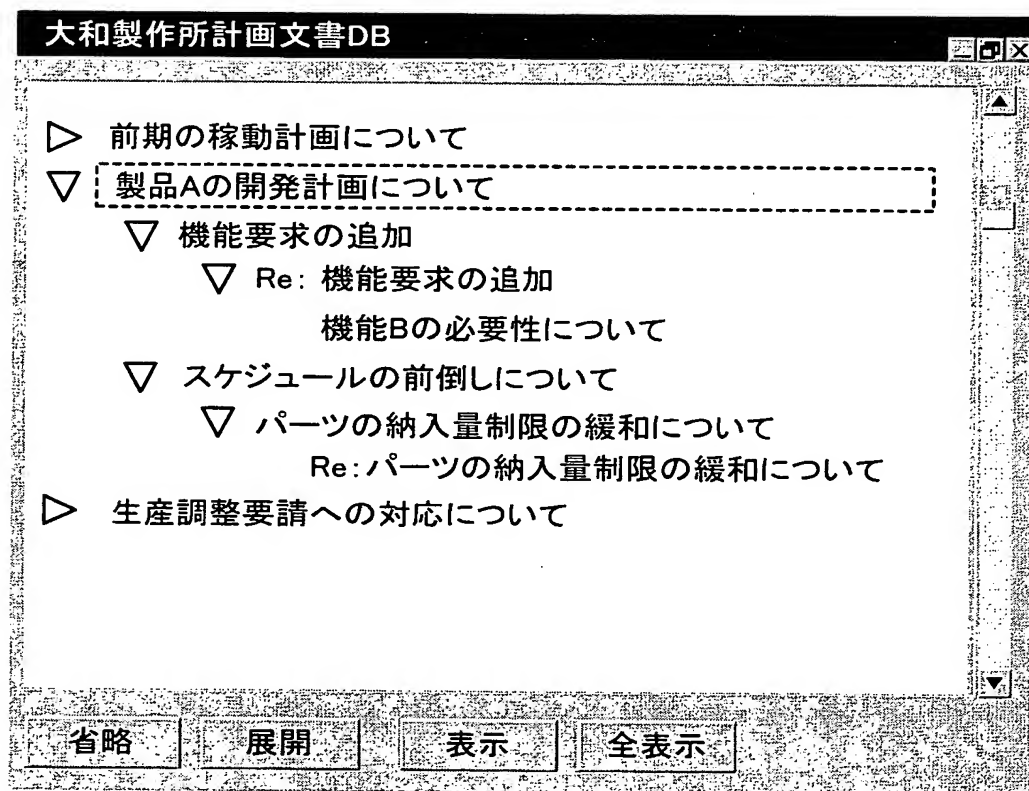 大和製作所計画文書DB
▷ 前期の稼動計画について
▽ 製品Aの開発計画について
▽ 機能要求の追加
▽ Re: 機能要求の追加
機能Bの必要性について
▽ スケジュールの前倒しについて
▽ パーツの納入量制限の緩和について
Re:パーツの納入量制限の緩和について
▷ 生産調整要請への対応について
省略 展開 表示 全表示